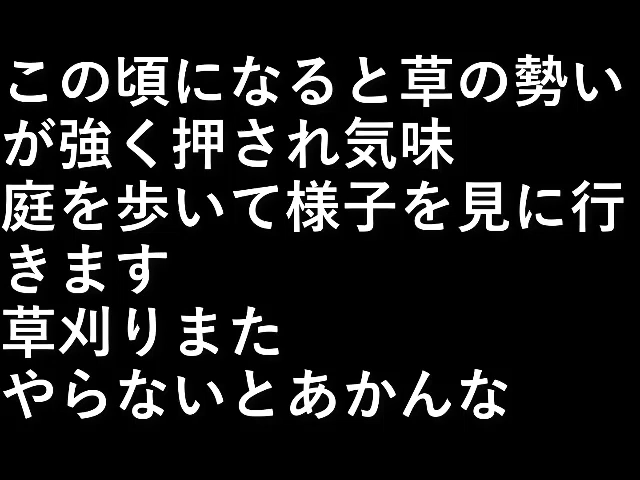 この頃になると草の勢い
が強く押され気味
庭を歩いて様子を見に行
きます
草刈りまた
やらないとあかんな